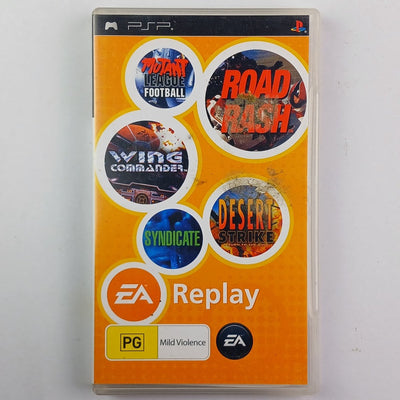 PSP
MUTANT
LEAGUE
FOOTBALL
ROAD
RASH
WING
COMMANDER
DESERT
STRIKE
SYNDICATE
EA Replay
PG Mild Violence EA